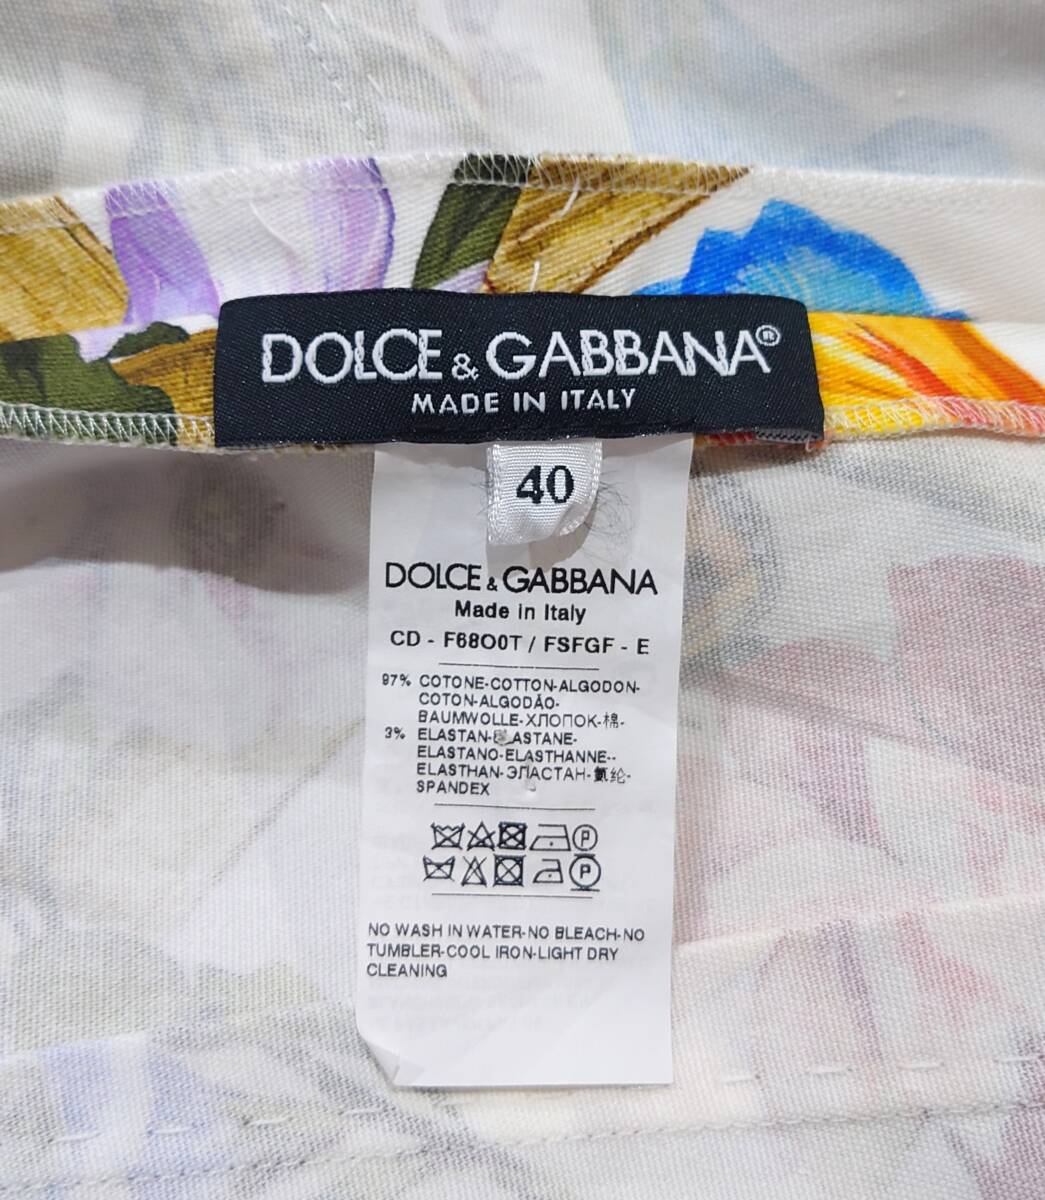 DOLCE & GABBANA®
MADE IN ITALY
40
DOLCE & GABBANA
Made in Italy
CD - F68O0T / FSFGF - E
97% COTONE-COTTON-ALGODON-
COTON-ALGODÃO-
BAUMWOLLE-ХЛОПОК-棉-
3% ELASTAN-ELASTANE-
ELASTANO-ELASTHANNE--
ELASTHAN-ЭЛАСТАН-氨纶-
SPANDEX
P
P
NO WASH IN WATER-NO BLEACH-NO
TUMBLER-COOL IRON-LIGHT DRY
CLEANING